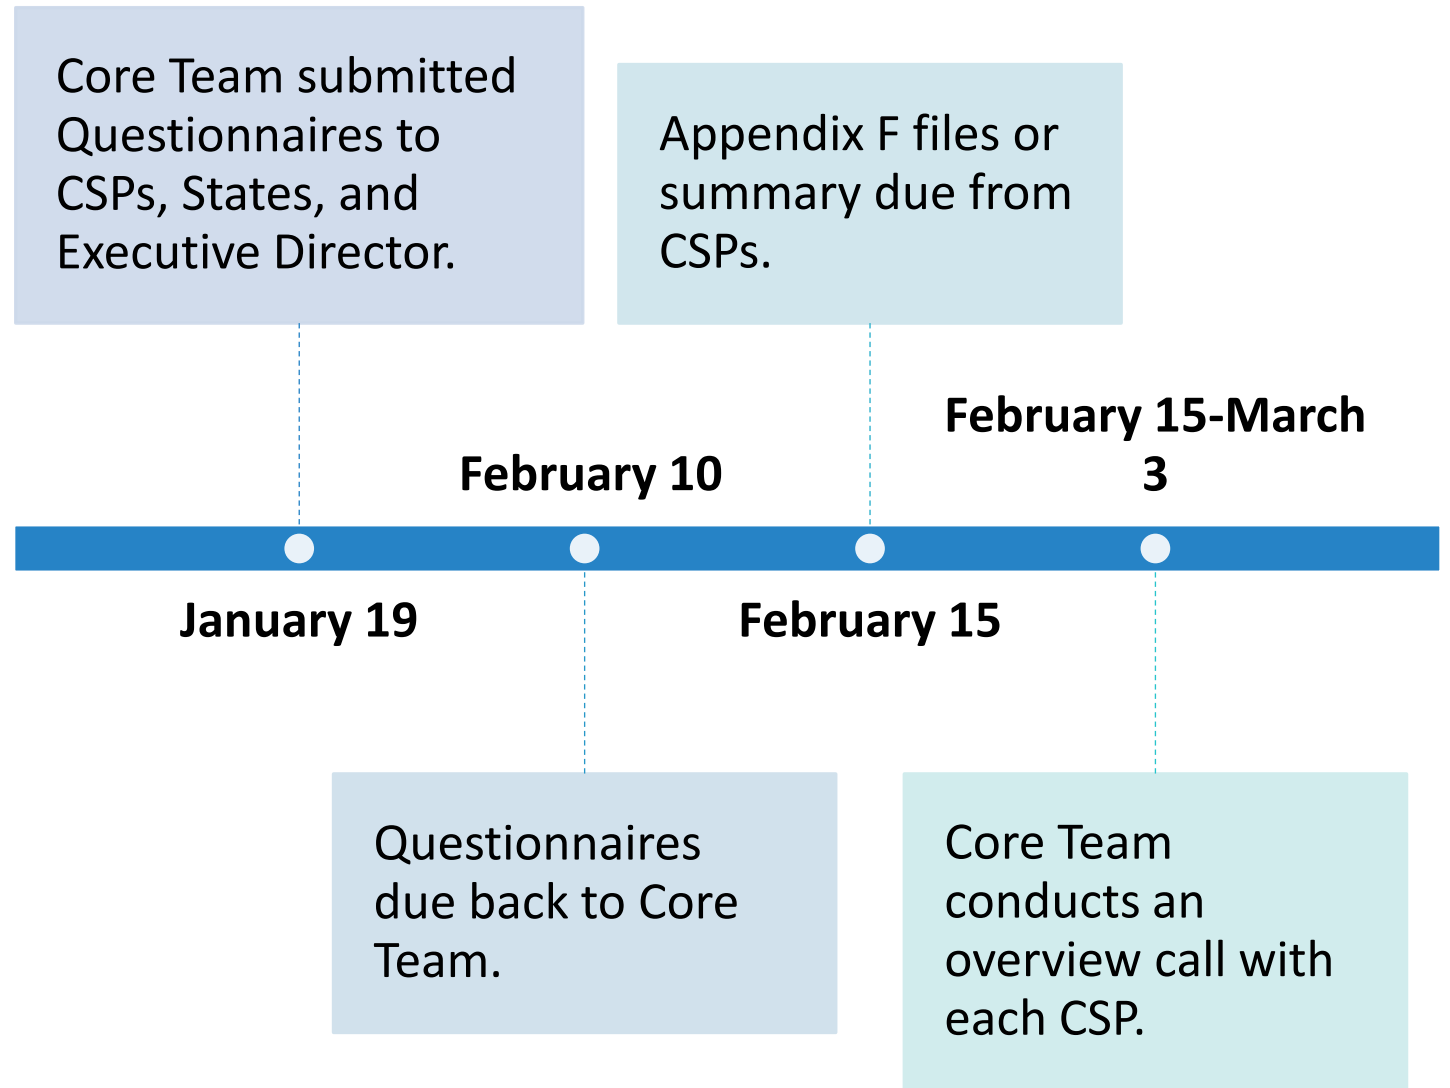 Core Team submitted
Questionnaires to
CSPs, States, and
Executive Director.
Appendix F files or
summary due from
CSPs.
February 15-March
3
February 10
January 19
February 15
Questionnaires
due back to Core
Team.
Core Team
conducts an
overview call with
each CSP.